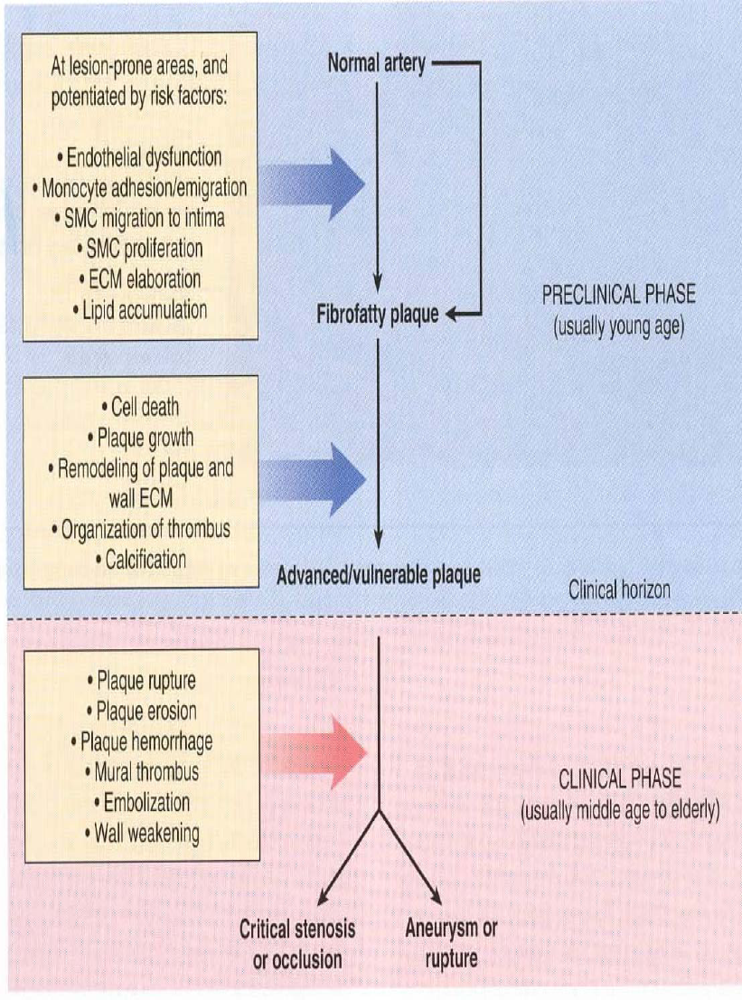 At lesion-prone areas, and
potentiated by risk factors:
• Endothelial dysfunction
• Monocyte adhesion/emigration
• SMC migration to intima
• SMC proliferation
• ECM elaboration
• Lipid accumulation
Normal artery
Fibrofatty plaque
PRECLINICAL PHASE
(usually young age)
• Cell death
• Plaque growth
• Remodeling of plaque and
wall ECM
• Organization of thrombus
• Calcification
Advanced/vulnerable plaque
Clinical horizon
• Plaque rupture
• Plaque erosion
• Plaque hemorrhage
• Mural thrombus
• Embolization
• Wall weakening
CLINICAL PHASE
(usually middle age to elderly)
Critical stenosis
or occlusion
Aneurysm or
rupture